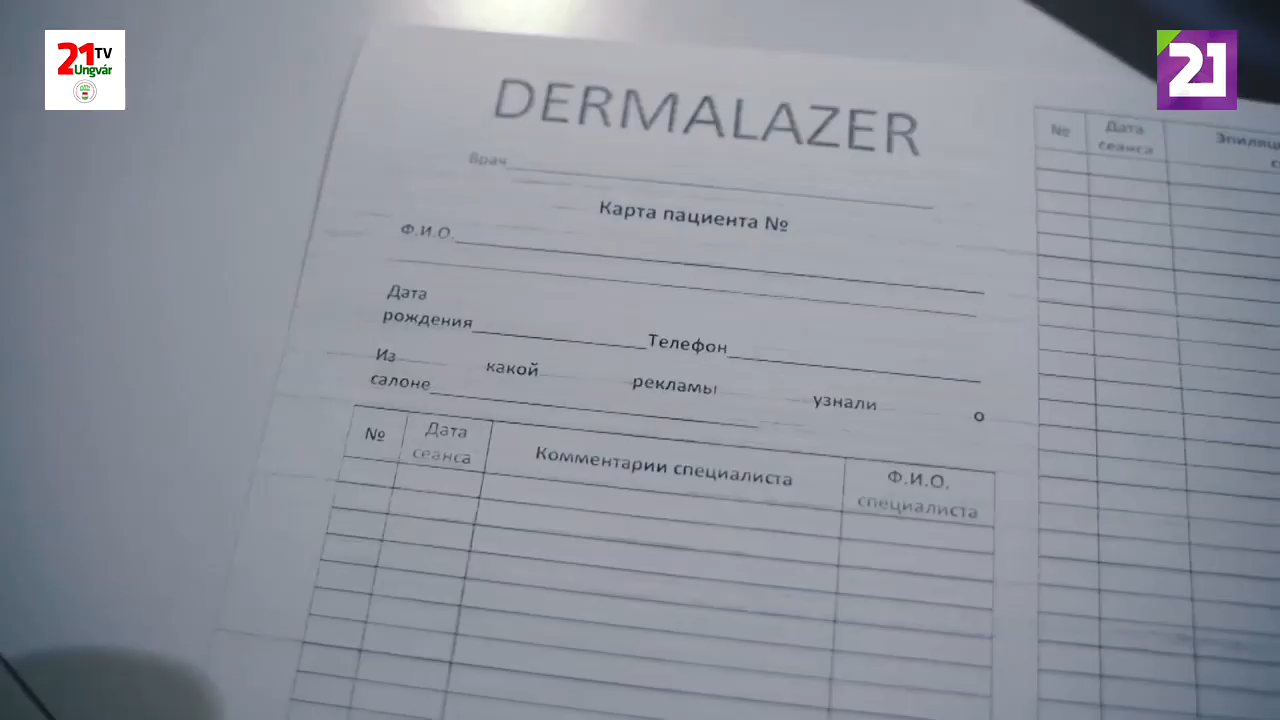 21 TV
Ungvár
21
DERMALAZER
Врач
Карта пациента №
Ф.И.О.
Дата
рождения Телефон
Из какой рекламы узнали о
салоне
№ Дата сеанса Комментарии специалиста Ф.И.О. специалиста
№ Дата сеанса